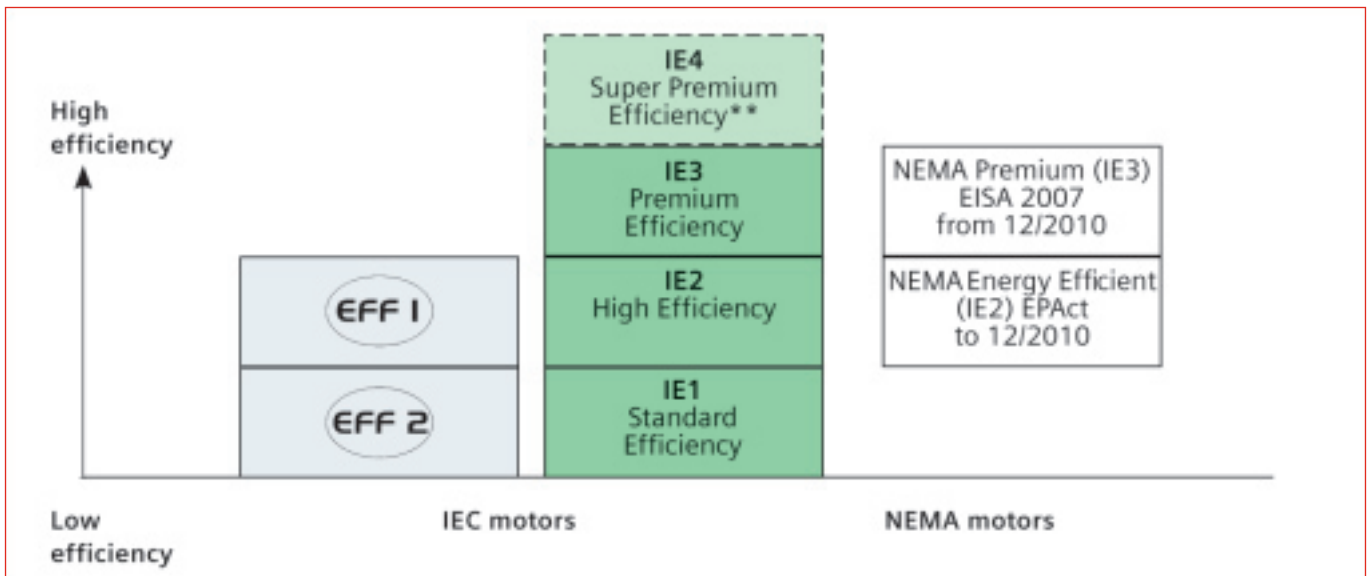 High
efficiency
Low
efficiency
EFF 1
EFF 2
IE4
Super Premium
Efficiency**
IE3
Premium
Efficiency
IE2
High Efficiency
IE1
Standard
Efficiency
NEMA Premium (IE3)
EISA 2007
from 12/2010
NEMA Energy Efficient
(IE2) EPAct
to 12/2010
IEC motors
NEMA motors